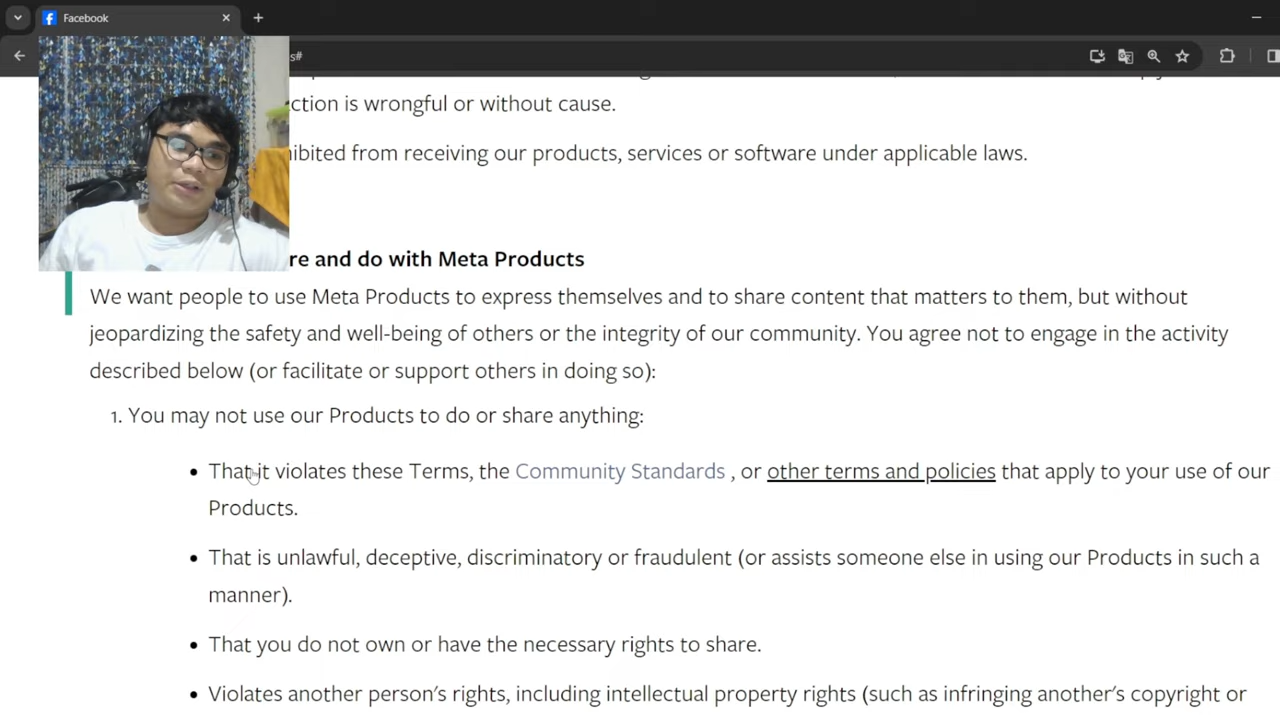 Facebook
s#
ction is wrongful or without cause.
ibited from receiving our products, services or software under applicable laws.
re and do with Meta Products
We want people to use Meta Products to express themselves and to share content that matters to them, but without
jeopardizing the safety and well-being of others or the integrity of our community. You agree not to engage in the activity
described below (or facilitate or support others in doing so):
1. You may not use our Products to do or share anything:
• That it violates these Terms, the Community Standards , or other terms and policies that apply to your use of our
Products.
• That is unlawful, deceptive, discriminatory or fraudulent (or assists someone else in using our Products in such a
manner).
• That you do not own or have the necessary rights to share.
• Violates another person's rights, including intellectual property rights (such as infringing another's copyright or